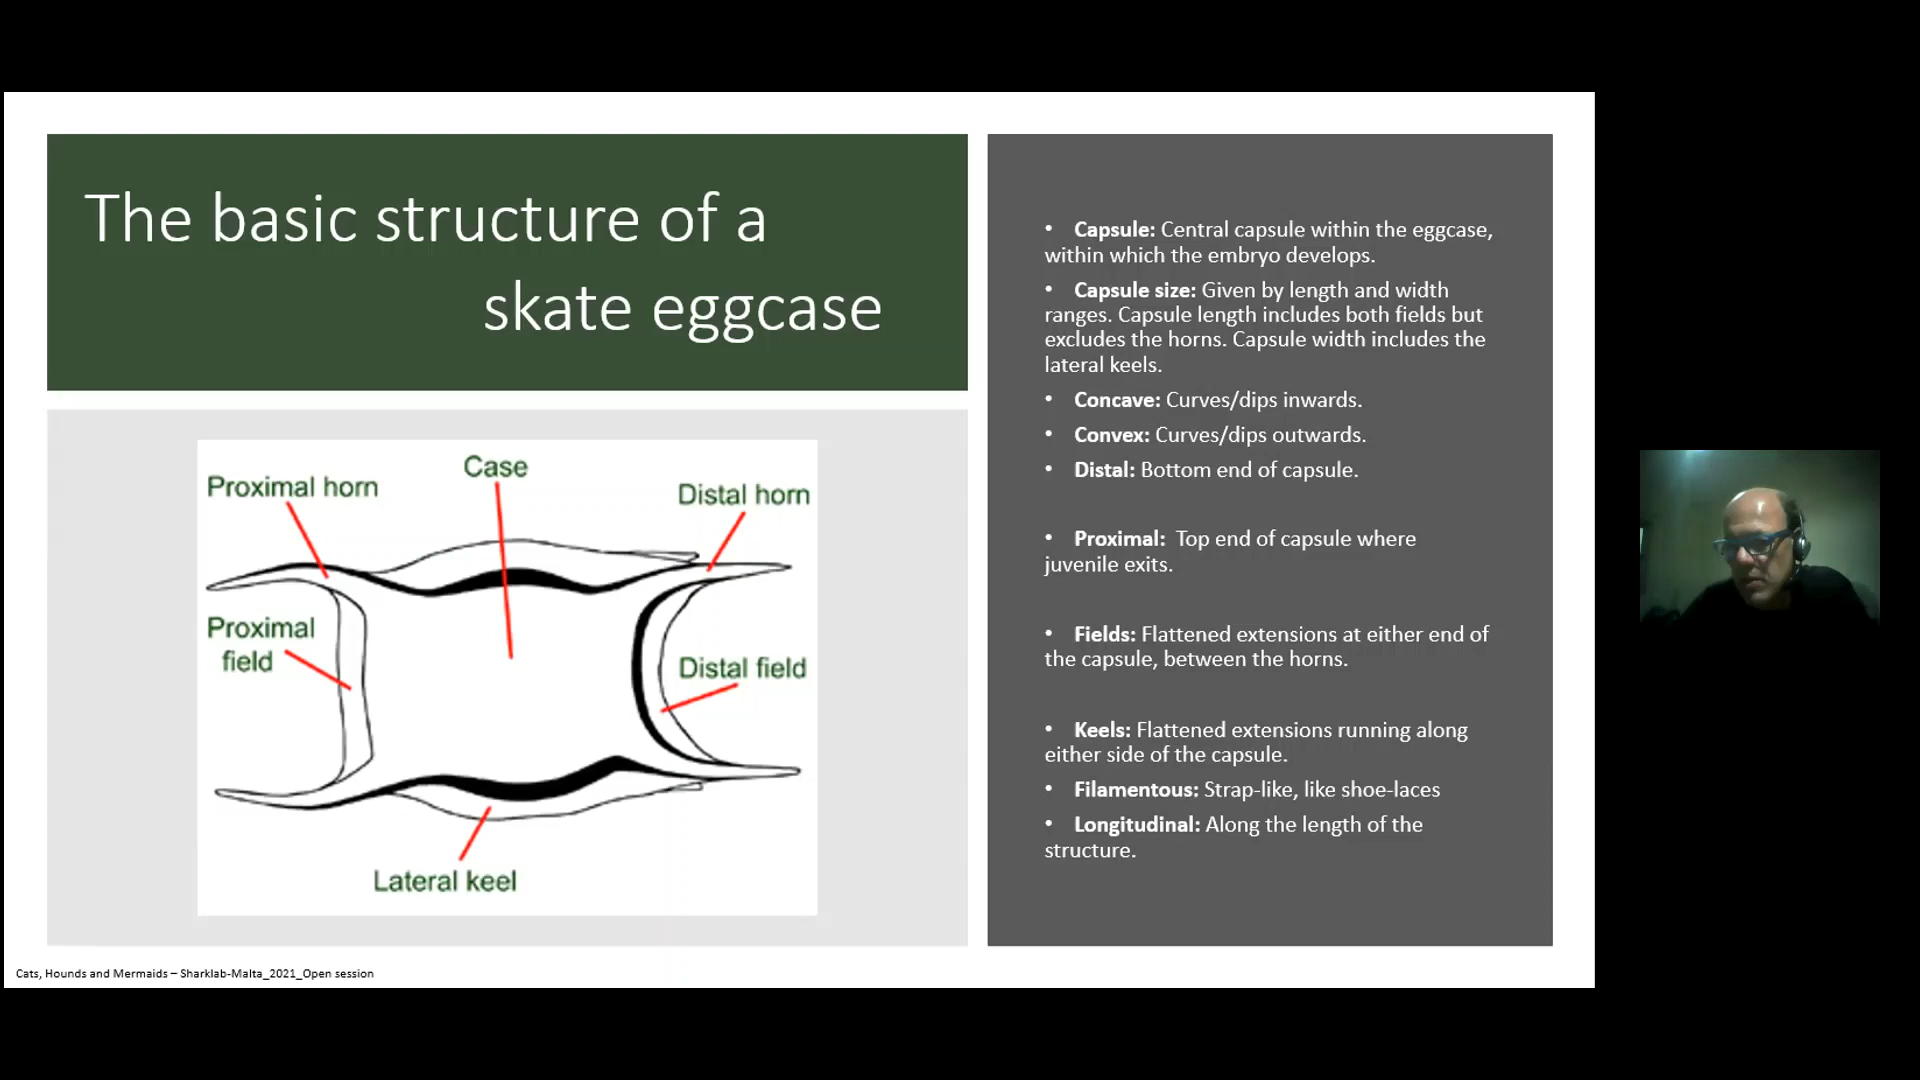 The basic structure of a
skate eggcase
Proximal horn
Case
Distal horn
Proximal
field
Distal field
Lateral keel
• Capsule: Central capsule within the eggcase,
within which the embryo develops.
• Capsule size: Given by length and width
ranges. Capsule length includes both fields but
excludes the horns. Capsule width includes the
lateral keels.
• Concave: Curves/dips inwards.
• Convex: Curves/dips outwards.
• Distal: Bottom end of capsule.
• Proximal: Top end of capsule where
juvenile exits.
• Fields: Flattened extensions at either end of
the capsule, between the horns.
• Keels: Flattened extensions running along
either side of the capsule.
• Filamentous: Strap-like, like shoe-laces
• Longitudinal: Along the length of the
structure.
Cats, Hounds and Mermaids – Sharklab-Malta_2021_Open session